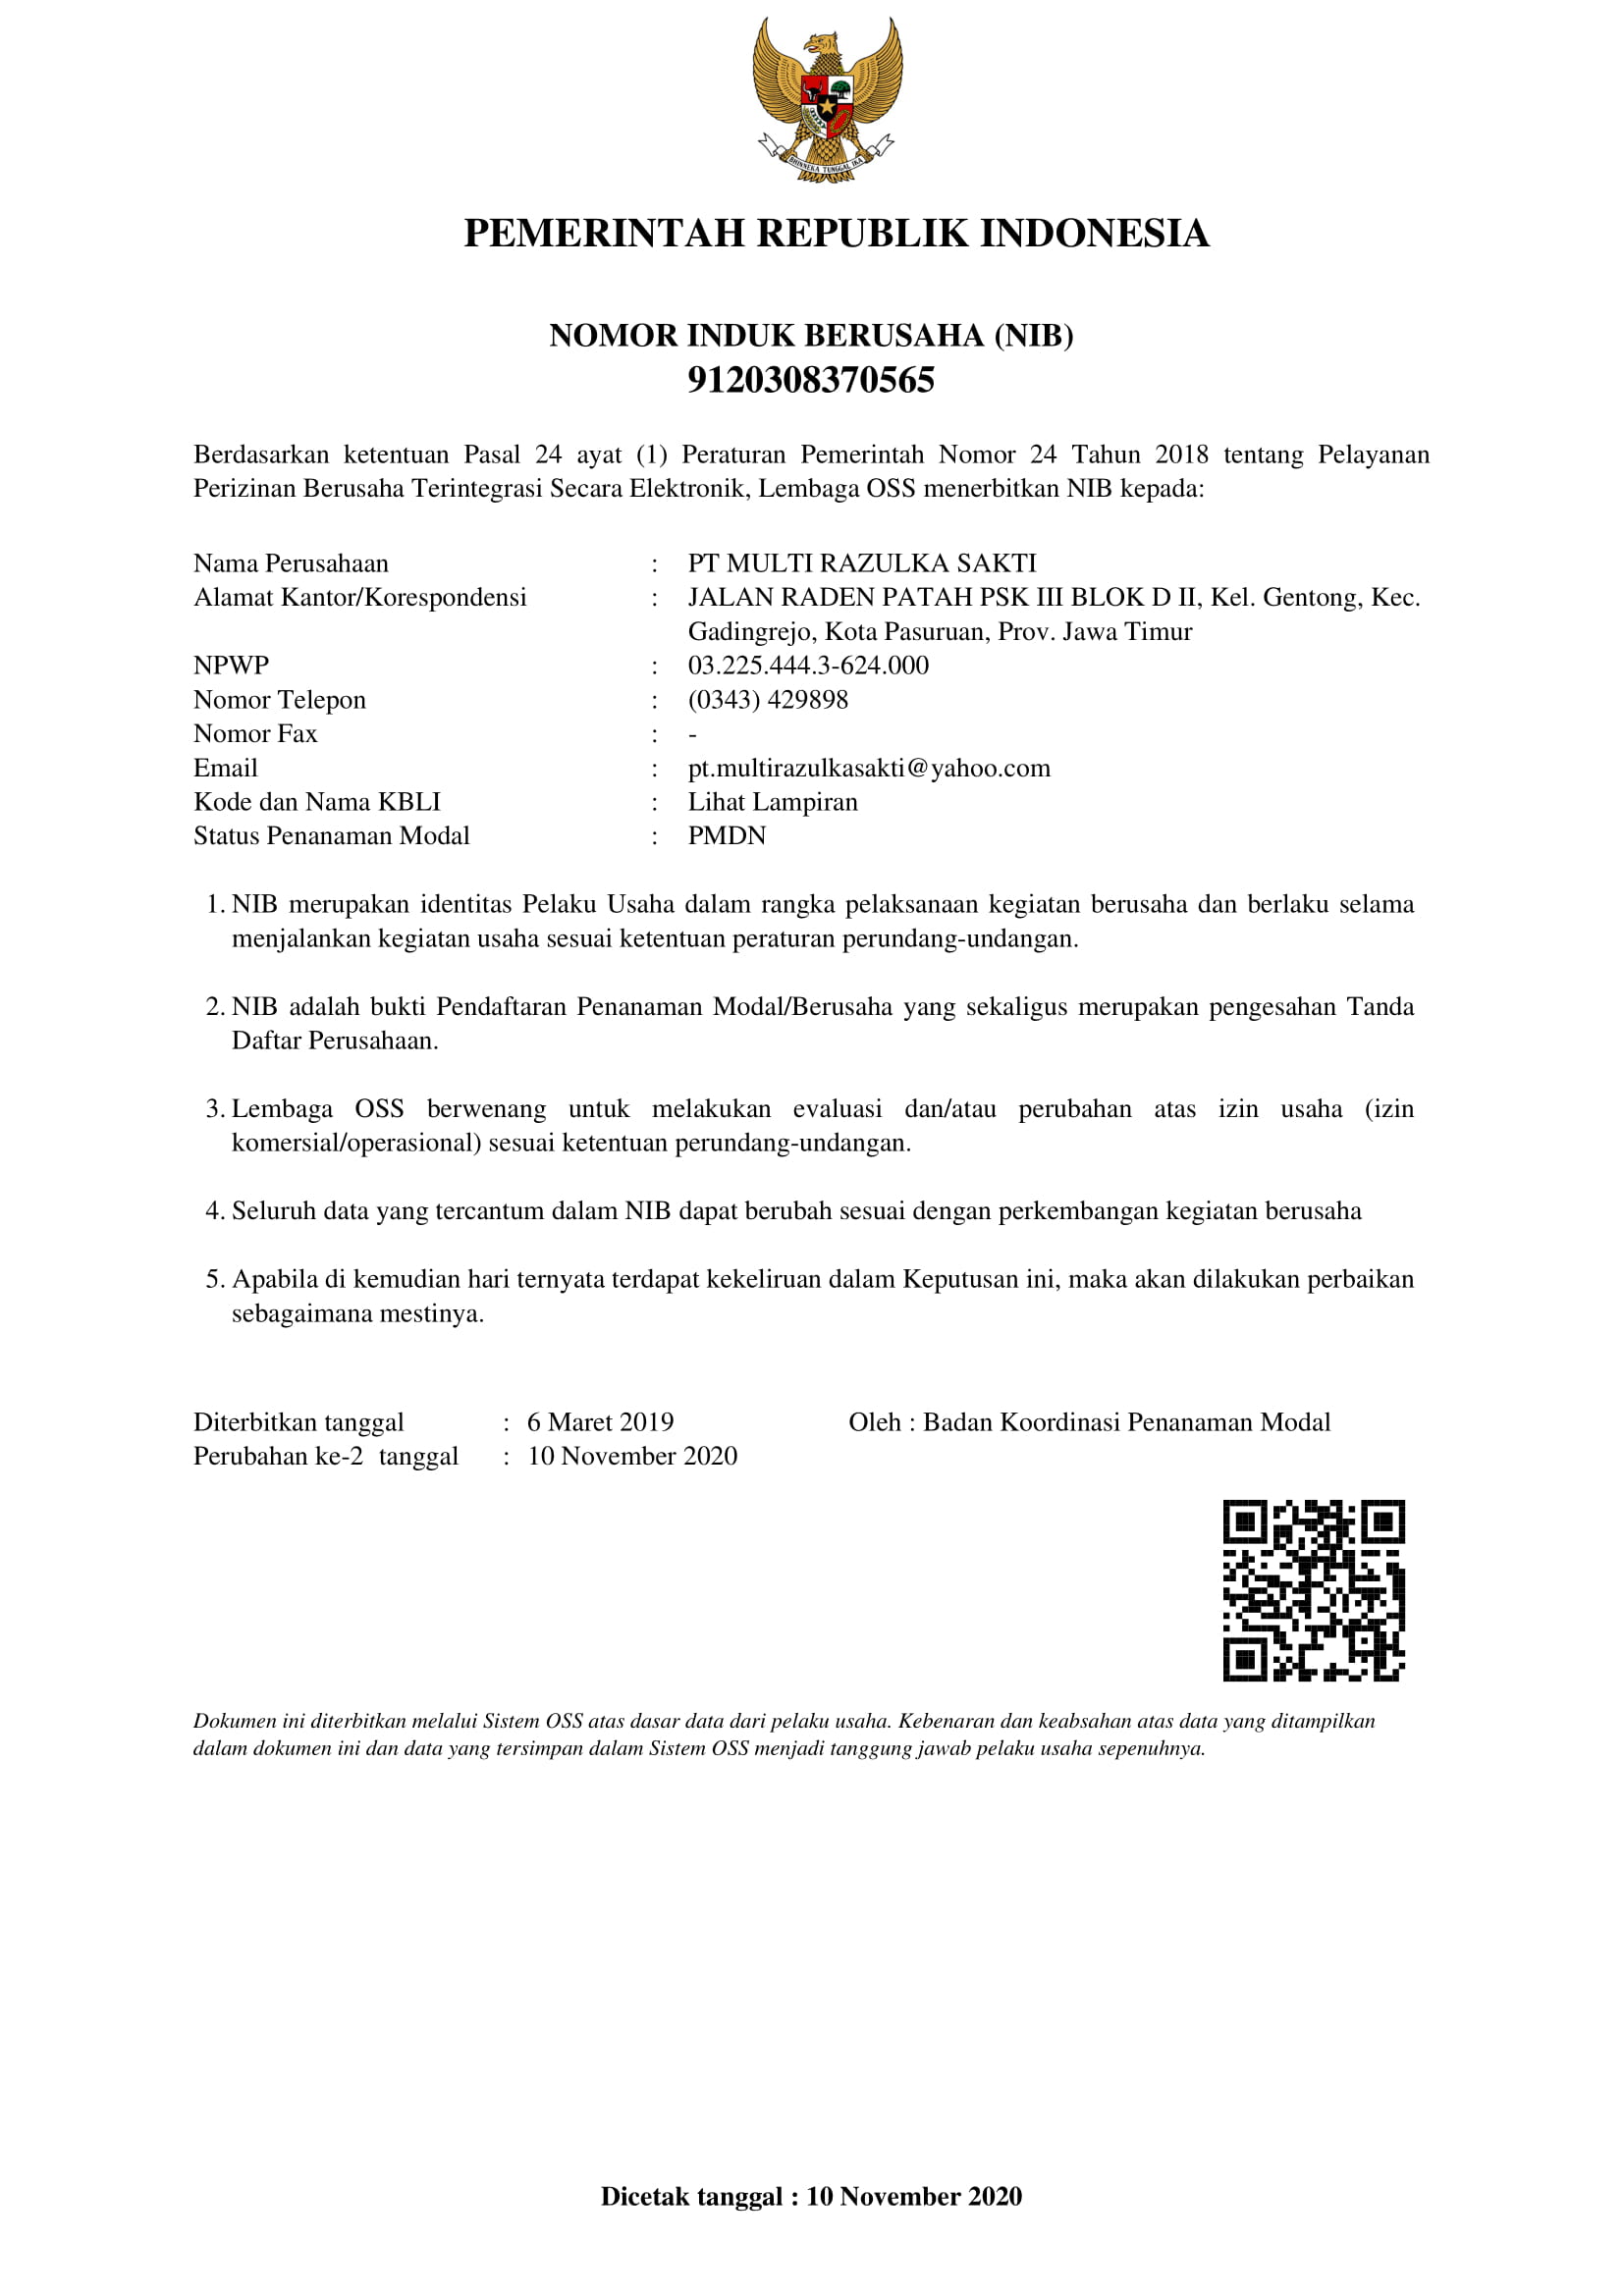 BHINNEKA TUNGGAL IKA
PEMERINTAH REPUBLIK INDONESIA
NOMOR INDUK BERUSAHA (NIB)
9120308370565
Berdasarkan ketentuan Pasal 24 ayat (1) Peraturan Pemerintah Nomor 24 Tahun 2018 tentang Pelayanan
Perizinan Berusaha Terintegrasi Secara Elektronik, Lembaga OSS menerbitkan NIB kepada:
Nama Perusahaan : PT MULTI RAZULKA SAKTI
Alamat Kantor/Korespondensi : JALAN RADEN PATAH PSK III BLOK D II, Kel. Gentong, Kec.
Gadingrejo, Kota Pasuruan, Prov. Jawa Timur
NPWP : 03.225.444.3-624.000
Nomor Telepon : (0343) 429898
Nomor Fax : -
Email : pt.multirazulkasakti@yahoo.com
Kode dan Nama KBLI : Lihat Lampiran
Status Penanaman Modal : PMDN
1. NIB merupakan identitas Pelaku Usaha dalam rangka pelaksanaan kegiatan berusaha dan berlaku selama
menjalankan kegiatan usaha sesuai ketentuan peraturan perundang-undangan.
2. NIB adalah bukti Pendaftaran Penanaman Modal/Berusaha yang sekaligus merupakan pengesahan Tanda
Daftar Perusahaan.
3. Lembaga OSS berwenang untuk melakukan evaluasi dan/atau perubahan atas izin usaha (izin
komersial/operasional) sesuai ketentuan perundang-undangan.
4. Seluruh data yang tercantum dalam NIB dapat berubah sesuai dengan perkembangan kegiatan berusaha
5. Apabila di kemudian hari ternyata terdapat kekeliruan dalam Keputusan ini, maka akan dilakukan perbaikan
sebagaimana mestinya.
Diterbitkan tanggal : 6 Maret 2019 Oleh : Badan Koordinasi Penanaman Modal
Perubahan ke-2 tanggal : 10 November 2020
Dokumen ini diterbitkan melalui Sistem OSS atas dasar data dari pelaku usaha. Kebenaran dan keabsahan atas data yang ditampilkan
dalam dokumen ini dan data yang tersimpan dalam Sistem OSS menjadi tanggung jawab pelaku usaha sepenuhnya.
Dicetak tanggal : 10 November 2020